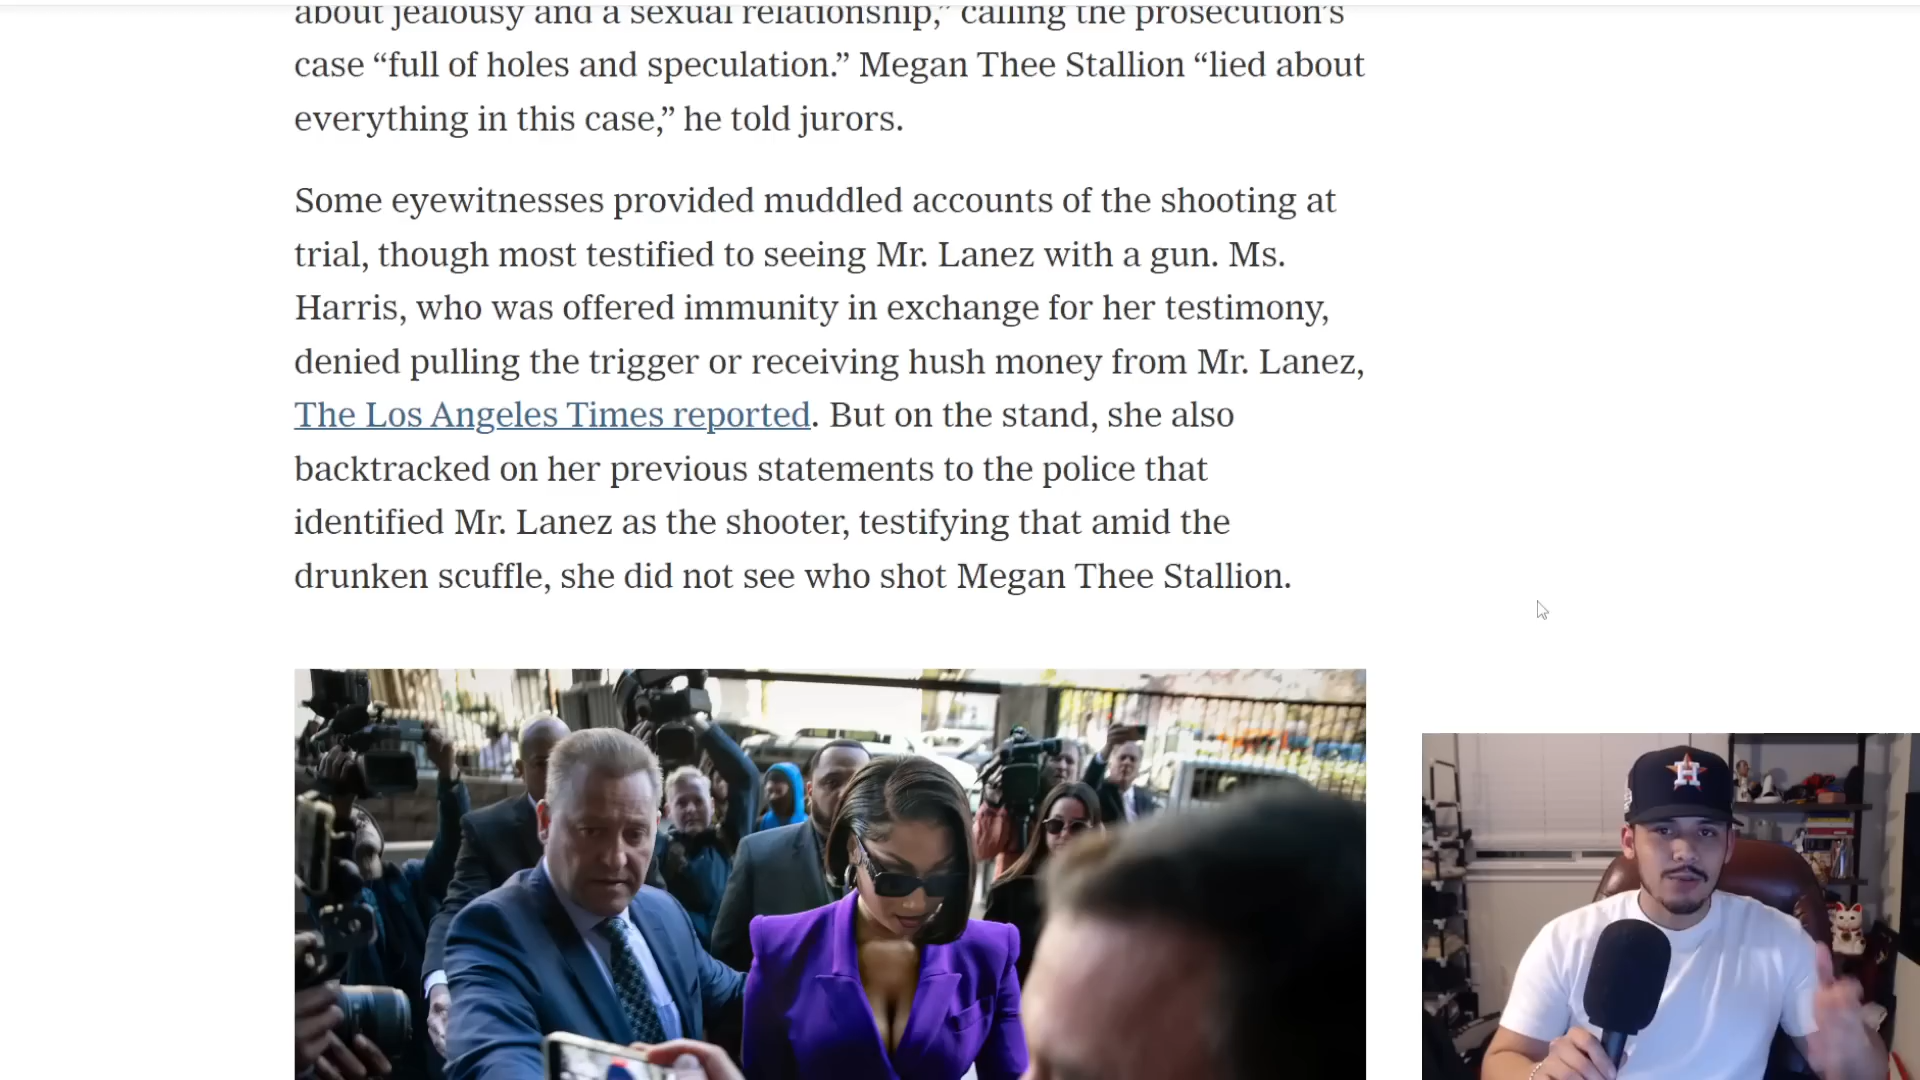 about jealousy and a sexual relationship,” calling the prosecution’s
case “full of holes and speculation.” Megan Thee Stallion “lied about
everything in this case,” he told jurors.
Some eyewitnesses provided muddled accounts of the shooting at
trial, though most testified to seeing Mr. Lanez with a gun. Ms.
Harris, who was offered immunity in exchange for her testimony,
denied pulling the trigger or receiving hush money from Mr. Lanez,
The Los Angeles Times reported. But on the stand, she also
backtracked on her previous statements to the police that
identified Mr. Lanez as the shooter, testifying that amid the
drunken scuffle, she did not see who shot Megan Thee Stallion.
H